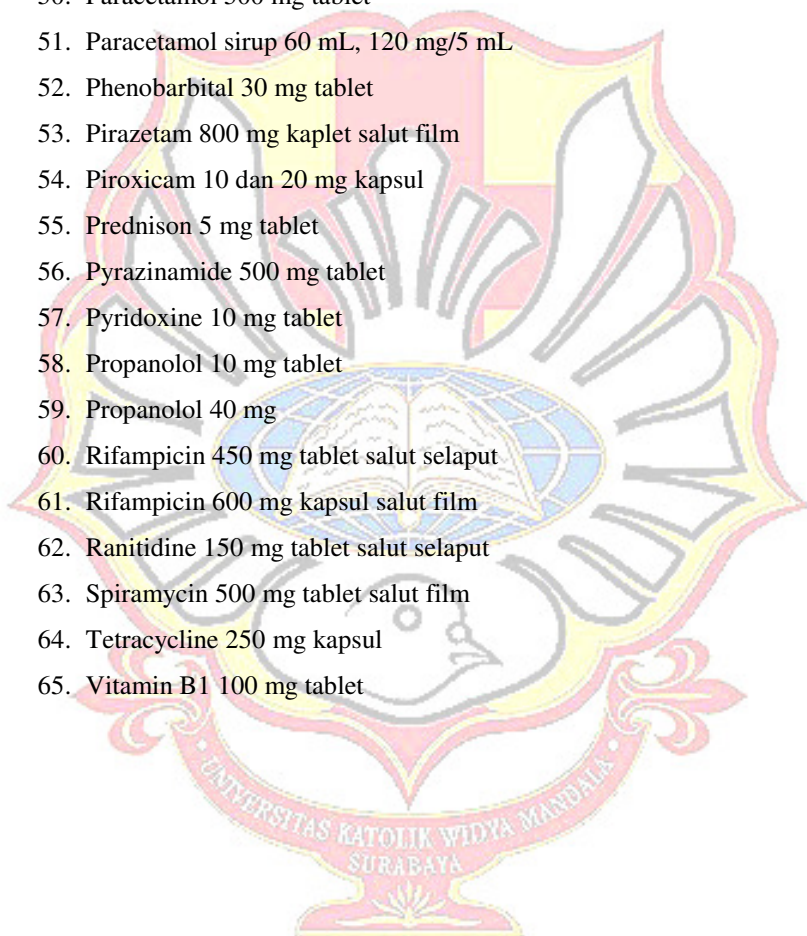 50. Paracetamol 500 mg tablet
51. Paracetamol sirup 60 mL, 120 mg/5 mL
52. Phenobarbital 30 mg tablet
53. Pirazetam 800 mg kaplet salut film
54. Piroxicam 10 dan 20 mg kapsul
55. Prednison 5 mg tablet
56. Pyrazinamide 500 mg tablet
57. Pyridoxine 10 mg tablet
58. Propanolol 10 mg tablet
59. Propanolol 40 mg
60. Rifampicin 450 mg tablet salut selaput
61. Rifampicin 600 mg kapsul salut film
62. Ranitidine 150 mg tablet salut selaput
63. Spiramycin 500 mg tablet salut film
64. Tetracycline 250 mg kapsul
65. Vitamin B1 100 mg tablet
UNIVERSITAS KATOLIK WIDYA MANDALA
SURABAYA